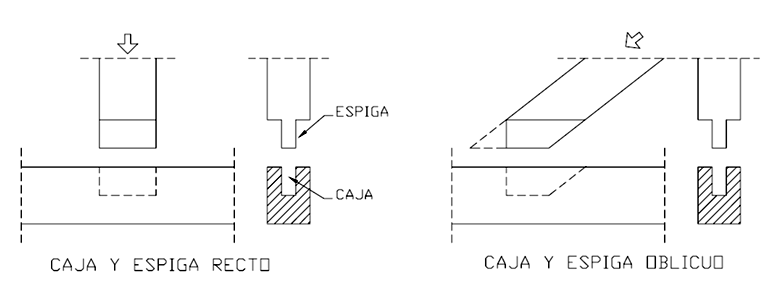 ESPIGA
CAJA
CAJA Y ESPIGA RECTO
CAJA Y ESPIGA OBLICUO